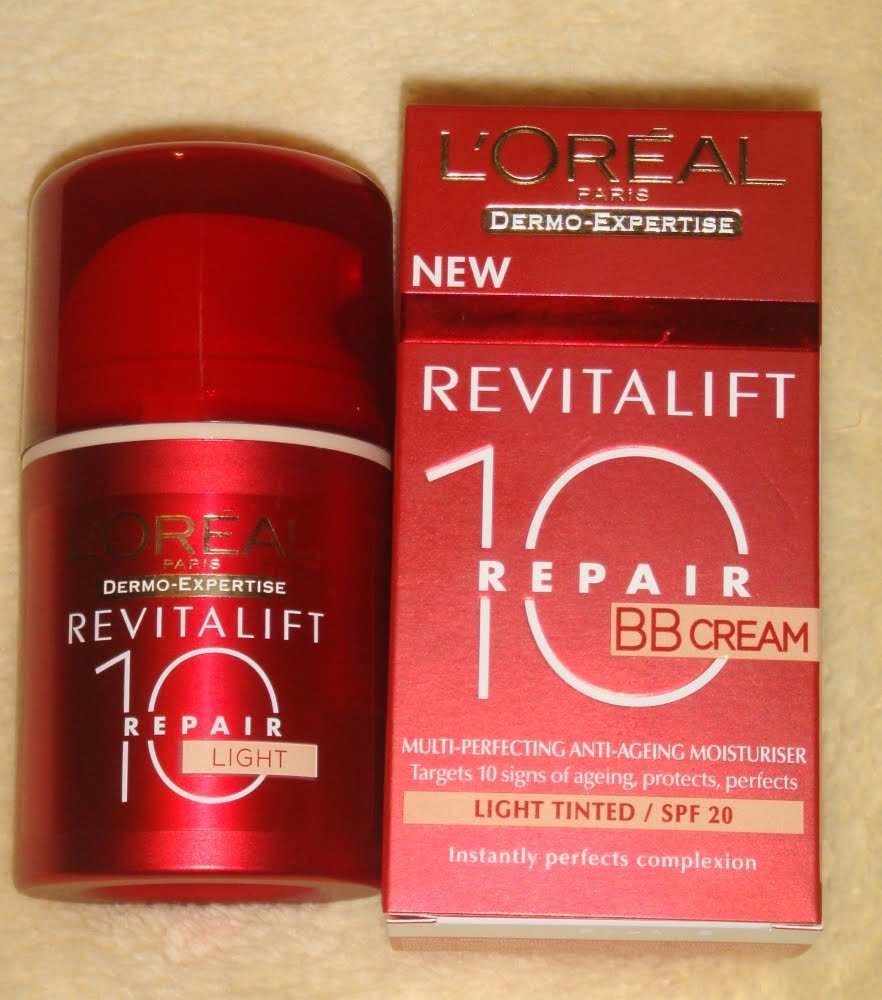 L'ORÉAL
PARIS
DERMO-EXPERTISE
REVITALIFT
10
REPAIR
LIGHT
L'ORÉAL
PARIS
DERMO-EXPERTISE
NEW
REVITALIFT
10
REPAIR
BB CREAM
MULTI-PERFECTING ANTI-AGEING MOISTURISER
Targets 10 signs of ageing, protects, perfects
LIGHT TINTED / SPF 20
Instantly perfects complexion